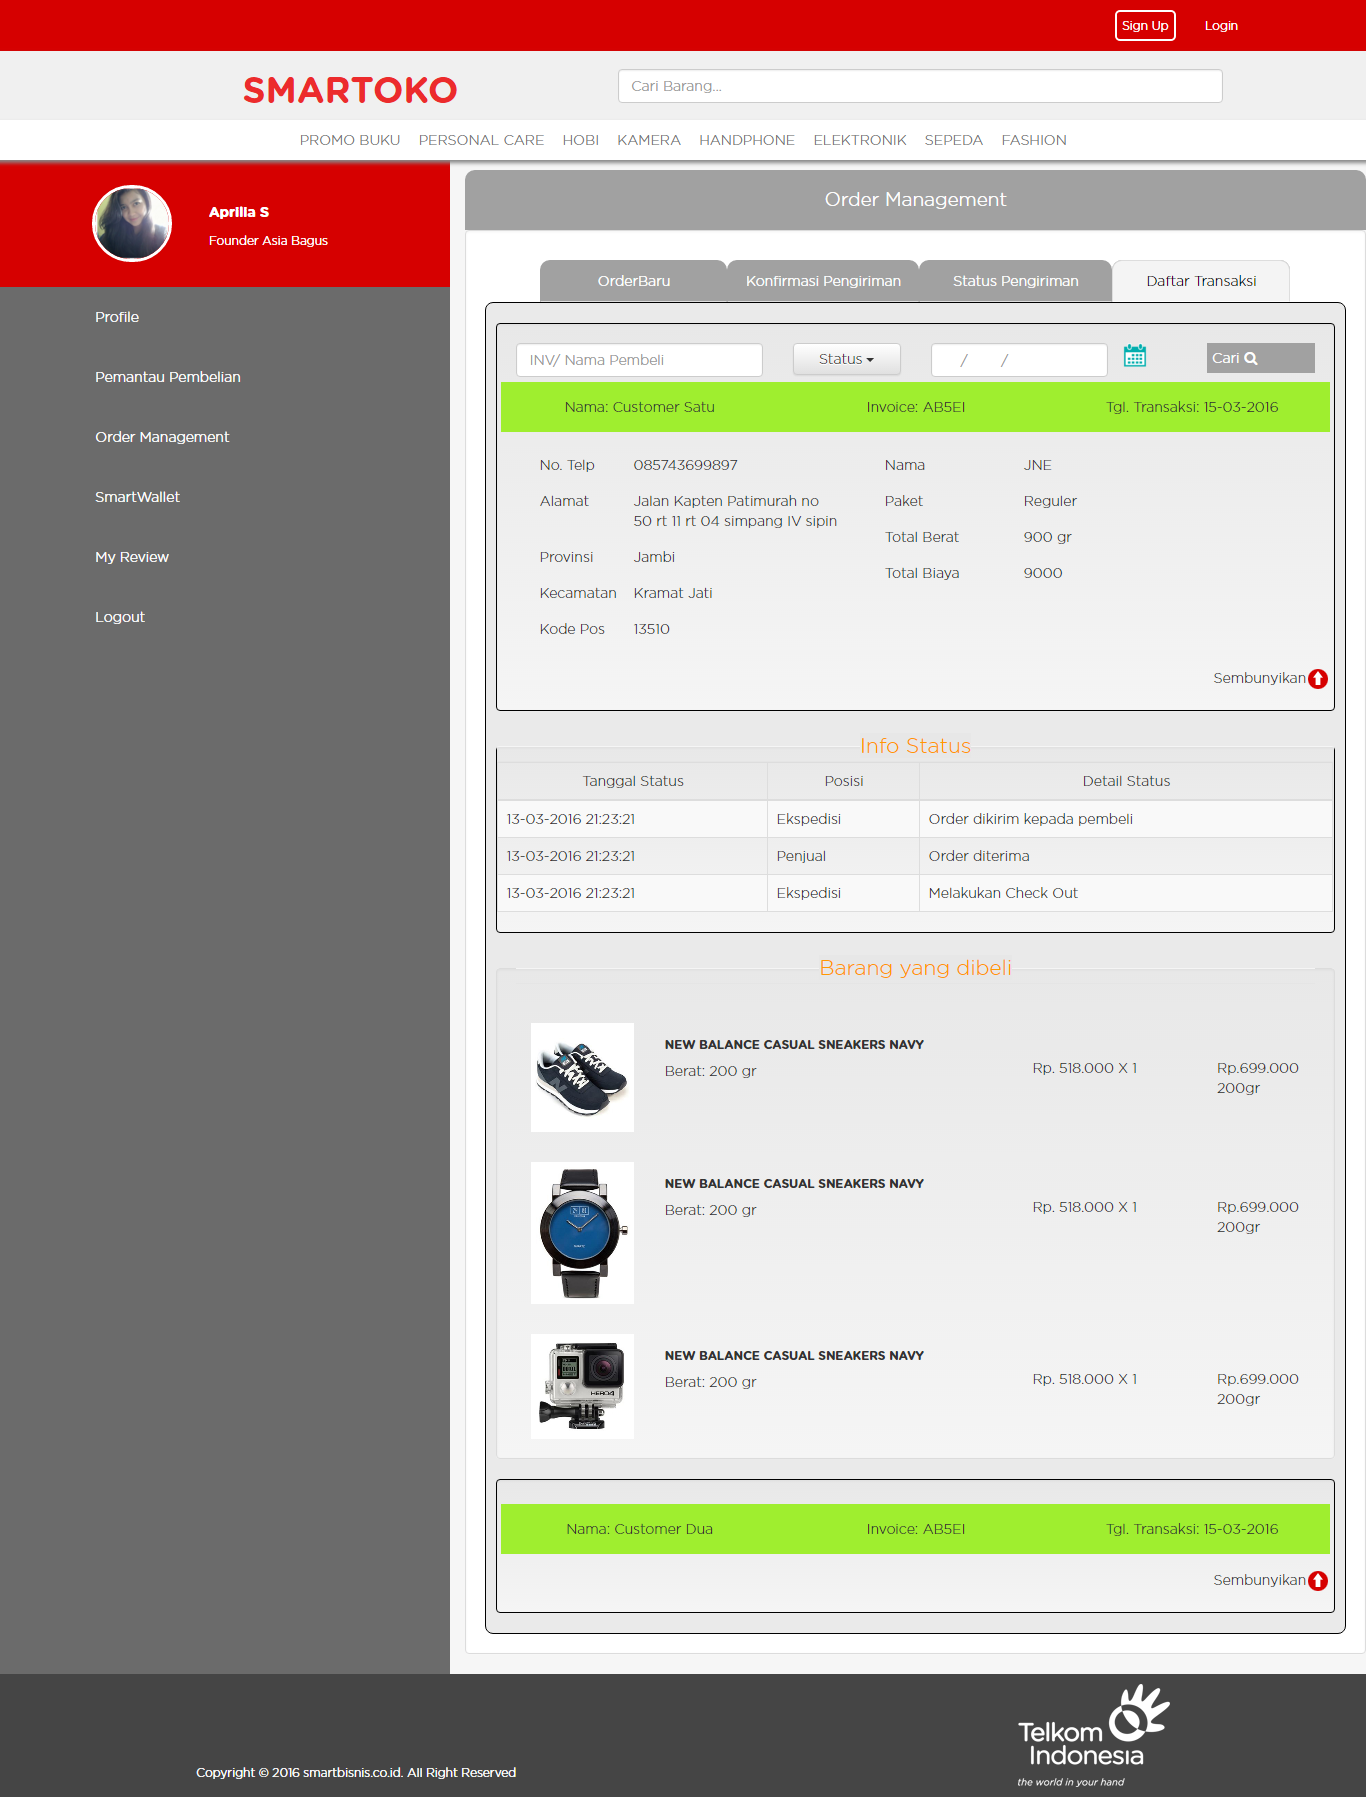 Sign Up Login
SMARTOKO
Cari Barang...
PROMO BUKU PERSONAL CARE HOBI KAMERA HANDPHONE ELEKTRONIK SEPEDA FASHION
Aprilia S
Founder Asia Bagus
Profile
Pemantau Pembelian
Order Management
SmartWallet
My Review
Logout
Order Management
OrderBaru Konfirmasi Pengiriman Status Pengiriman Daftar Transaksi
INV/ Nama Pembeli Status / / Cari
Nama: Customer Satu Invoice: AB5EI Tgl. Transaksi: 15-03-2016
No. Telp 085743699897
Alamat Jalan Kapten Patimurah no
50 rt 11 rt 04 simpang IV sipin
Provinsi Jambi
Kecamatan Kramat Jati
Kode Pos 13510
Nama JNE
Paket Reguler
Total Berat 900 gr
Total Biaya 9000
Sembunyikan
Info Status
Tanggal Status Posisi Detail Status
13-03-2016 21:23:21 Ekspedisi Order dikirim kepada pembeli
13-03-2016 21:23:21 Penjual Order diterima
13-03-2016 21:23:21 Ekspedisi Melakukan Check Out
Barang yang dibeli
NEW BALANCE CASUAL SNEAKERS NAVY
Berat: 200 gr
Rp. 518.000 X 1
Rp.699.000
200gr
NEW BALANCE CASUAL SNEAKERS NAVY
Berat: 200 gr
Rp. 518.000 X 1
Rp.699.000
200gr
HERO4
NEW BALANCE CASUAL SNEAKERS NAVY
Berat: 200 gr
Rp. 518.000 X 1
Rp.699.000
200gr
Nama: Customer Dua Invoice: AB5EI Tgl. Transaksi: 15-03-2016
Sembunyikan
Copyright © 2016 smartbisnis.co.id. All Right Reserved
Telkom
Indonesia
the world in your hand